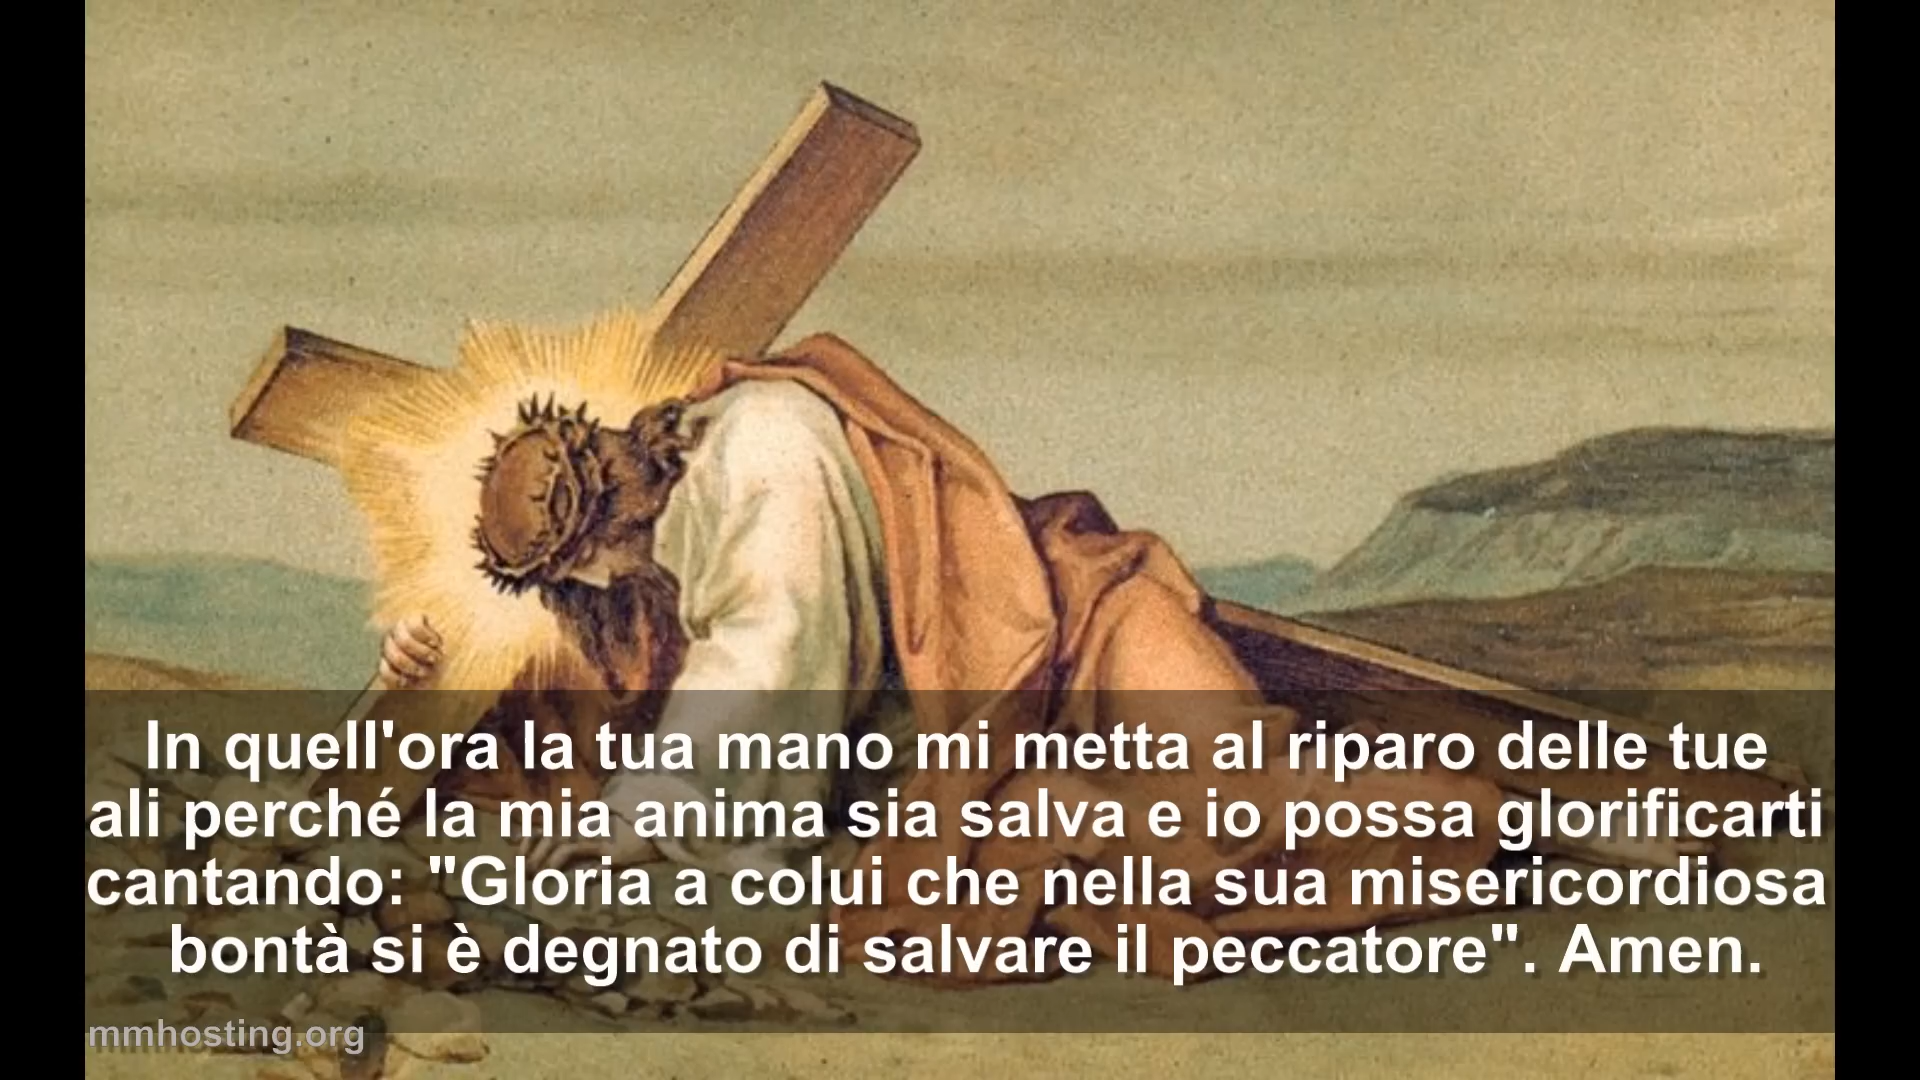 In quell'ora la tua mano mi metta al riparo delle tue
ali perché la mia anima sia salva e io possa glorificarti
cantando: "Gloria a colui che nella sua misericordiosa
bontà si è degnato di salvare il peccatore". Amen.
mmhosting.org